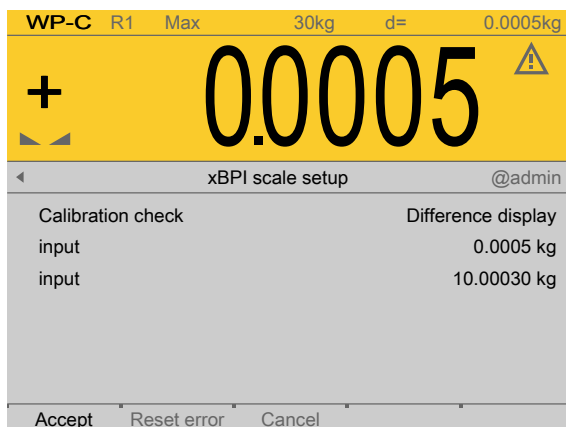 WP-C R1 Max 30kg d= 0.0005kg
+ 0.0005
xBPI scale setup @admin
Calibration check Difference display
input 0.0005 kg
input 10.00030 kg
Accept Reset error Cancel